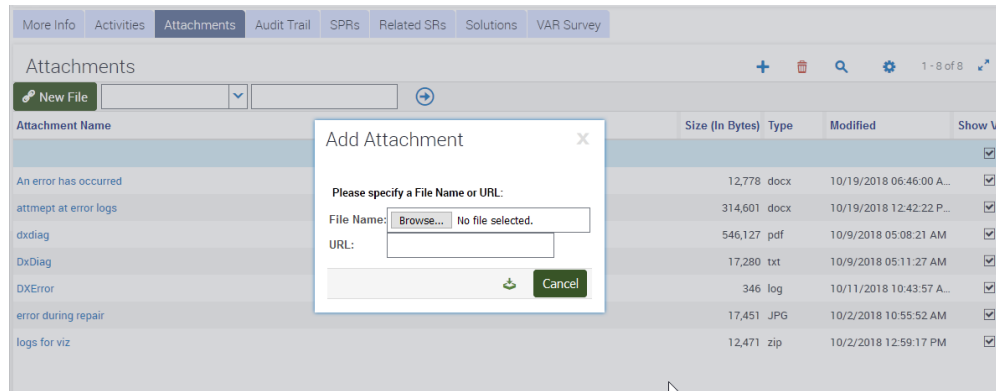 More Info Activities Attachments Audit Trail SPRs Related SRs Solutions VAR Survey
Attachments 1 - 8 of 8
New File
Attachment Name Size (In Bytes) Type Modified Show V
Add Attachment X
Please specify a File Name or URL:
File Name: Browse... No file selected.
URL:
Cancel
An error has occurred 12,778 docx 10/19/2018 06:46:00 A...
attmept at error logs 314,601 docx 10/19/2018 12:42:22 P...
dxdiag 546,127 pdf 10/9/2018 05:08:21 AM
DxDiag 17,280 txt 10/9/2018 05:11:27 AM
DXError 346 log 10/11/2018 10:43:57 A...
error during repair 17,451 JPG 10/2/2018 10:55:52 AM
logs for viz 12,471 zip 10/2/2018 12:59:17 PM